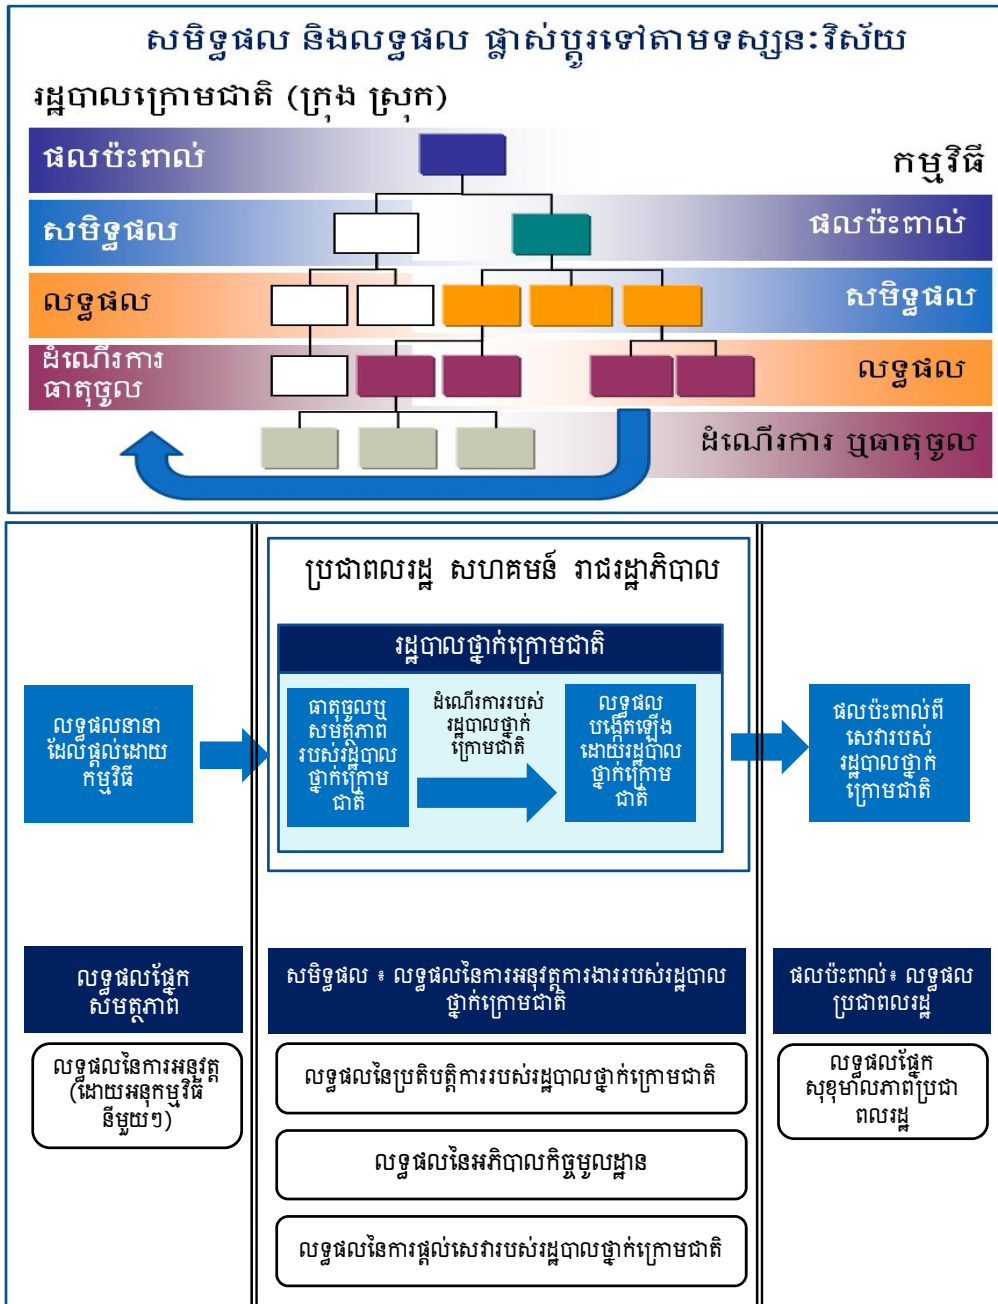 សមិទ្ធផល និងលទ្ធផល ផ្លាស់ប្តូរទៅតាមទស្សនៈវិស័យ
រដ្ឋបាលក្រោមជាតិ (ក្រុង ស្រុក)
ផលប៉ះពាល់
កម្មវិធី
សមិទ្ធផល
ផលប៉ះពាល់
លទ្ធផល
សមិទ្ធផល
ដំណើរការ
ធាតុចូល
លទ្ធផល
ដំណើរការ ឬធាតុចូល
ប្រជាពលរដ្ឋ សហគមន៍ រាជរដ្ឋាភិបាល
រដ្ឋបាលថ្នាក់ក្រោមជាតិ
លទ្ធផលនានា
ដែលផ្តល់ដោយ
កម្មវិធី
ធាតុចូលឬ
សមត្ថភាព
របស់រដ្ឋបាល
ថ្នាក់ក្រោម
ជាតិ
ដំណើរការរបស់
រដ្ឋបាលថ្នាក់
ក្រោមជាតិ
លទ្ធផល
បង្កើតឡើង
ដោយរដ្ឋបាល
ថ្នាក់ក្រោម
ជាតិ
ផលប៉ះពាល់ពី
សេវារបស់
រដ្ឋបាលថ្នាក់
ក្រោមជាតិ
លទ្ធផលផ្នែក
សមត្ថភាព
សមិទ្ធផល ៖ លទ្ធផលនៃការអនុវត្តការងាររបស់រដ្ឋបាល
ថ្នាក់ក្រោមជាតិ
ផលប៉ះពាល់៖ លទ្ធផល
ប្រជាពលរដ្ឋ
លទ្ធផលនៃការអនុវត្ត
(ដោយអនុកម្មវិធី
នីមួយៗ)
លទ្ធផលនៃប្រតិបត្តិការរបស់រដ្ឋបាលថ្នាក់ក្រោមជាតិ
លទ្ធផលនៃអភិបាលកិច្ចមូលដ្ឋាន
លទ្ធផលនៃការផ្តល់សេវារបស់រដ្ឋបាលថ្នាក់ក្រោមជាតិ
លទ្ធផលផ្នែក
សុខុមាលភាពប្រជា
ពលរដ្ឋ